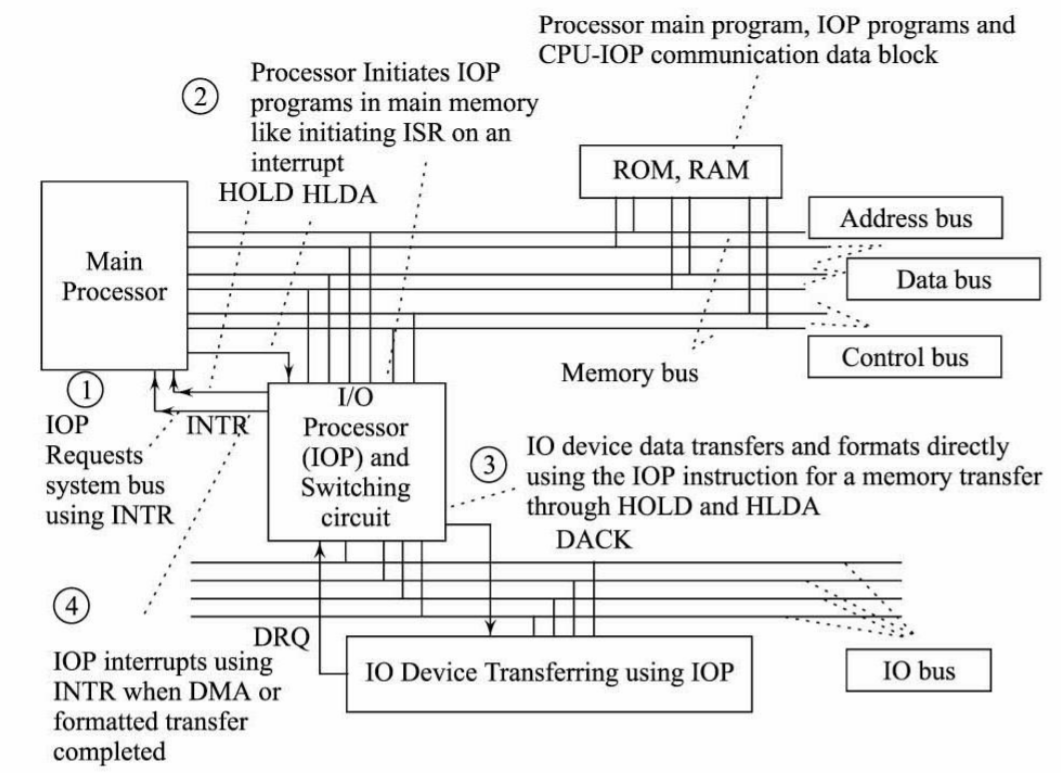 Processor main program, IOP programs and
CPU-IOP communication data block
2
Processor Initiates IOP
programs in main memory
like initiating ISR on an
interrupt
HOLD HLDA
ROM, RAM
Main
Processor
Address bus
Data bus
Control bus
Memory bus
1
IOP
Requests
system bus
using INTR
INTR
I/O
Processor
(IOP) and
Switching
circuit
3
IO device data transfers and formats directly
using the IOP instruction for a memory transfer
through HOLD and HLDA
DACK
4
IOP interrupts using
INTR when DMA or
formatted transfer
completed
DRQ
IO Device Transferring using IOP
IO bus